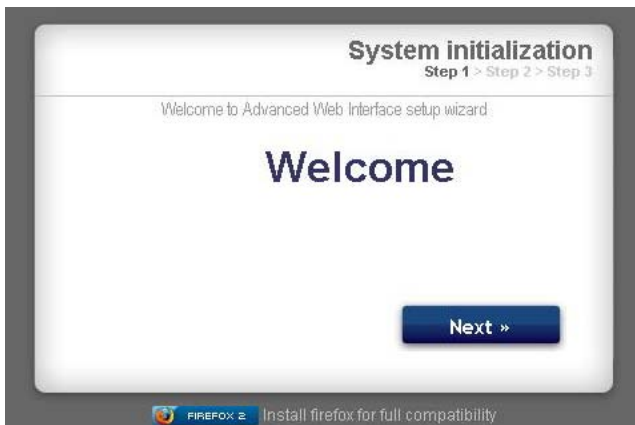 System initialization
Step 1 > Step 2 > Step 3
Welcome to Advanced Web Interface setup wizard
Welcome
Next »
FIREFOX 2 Install firefox for full compatibility